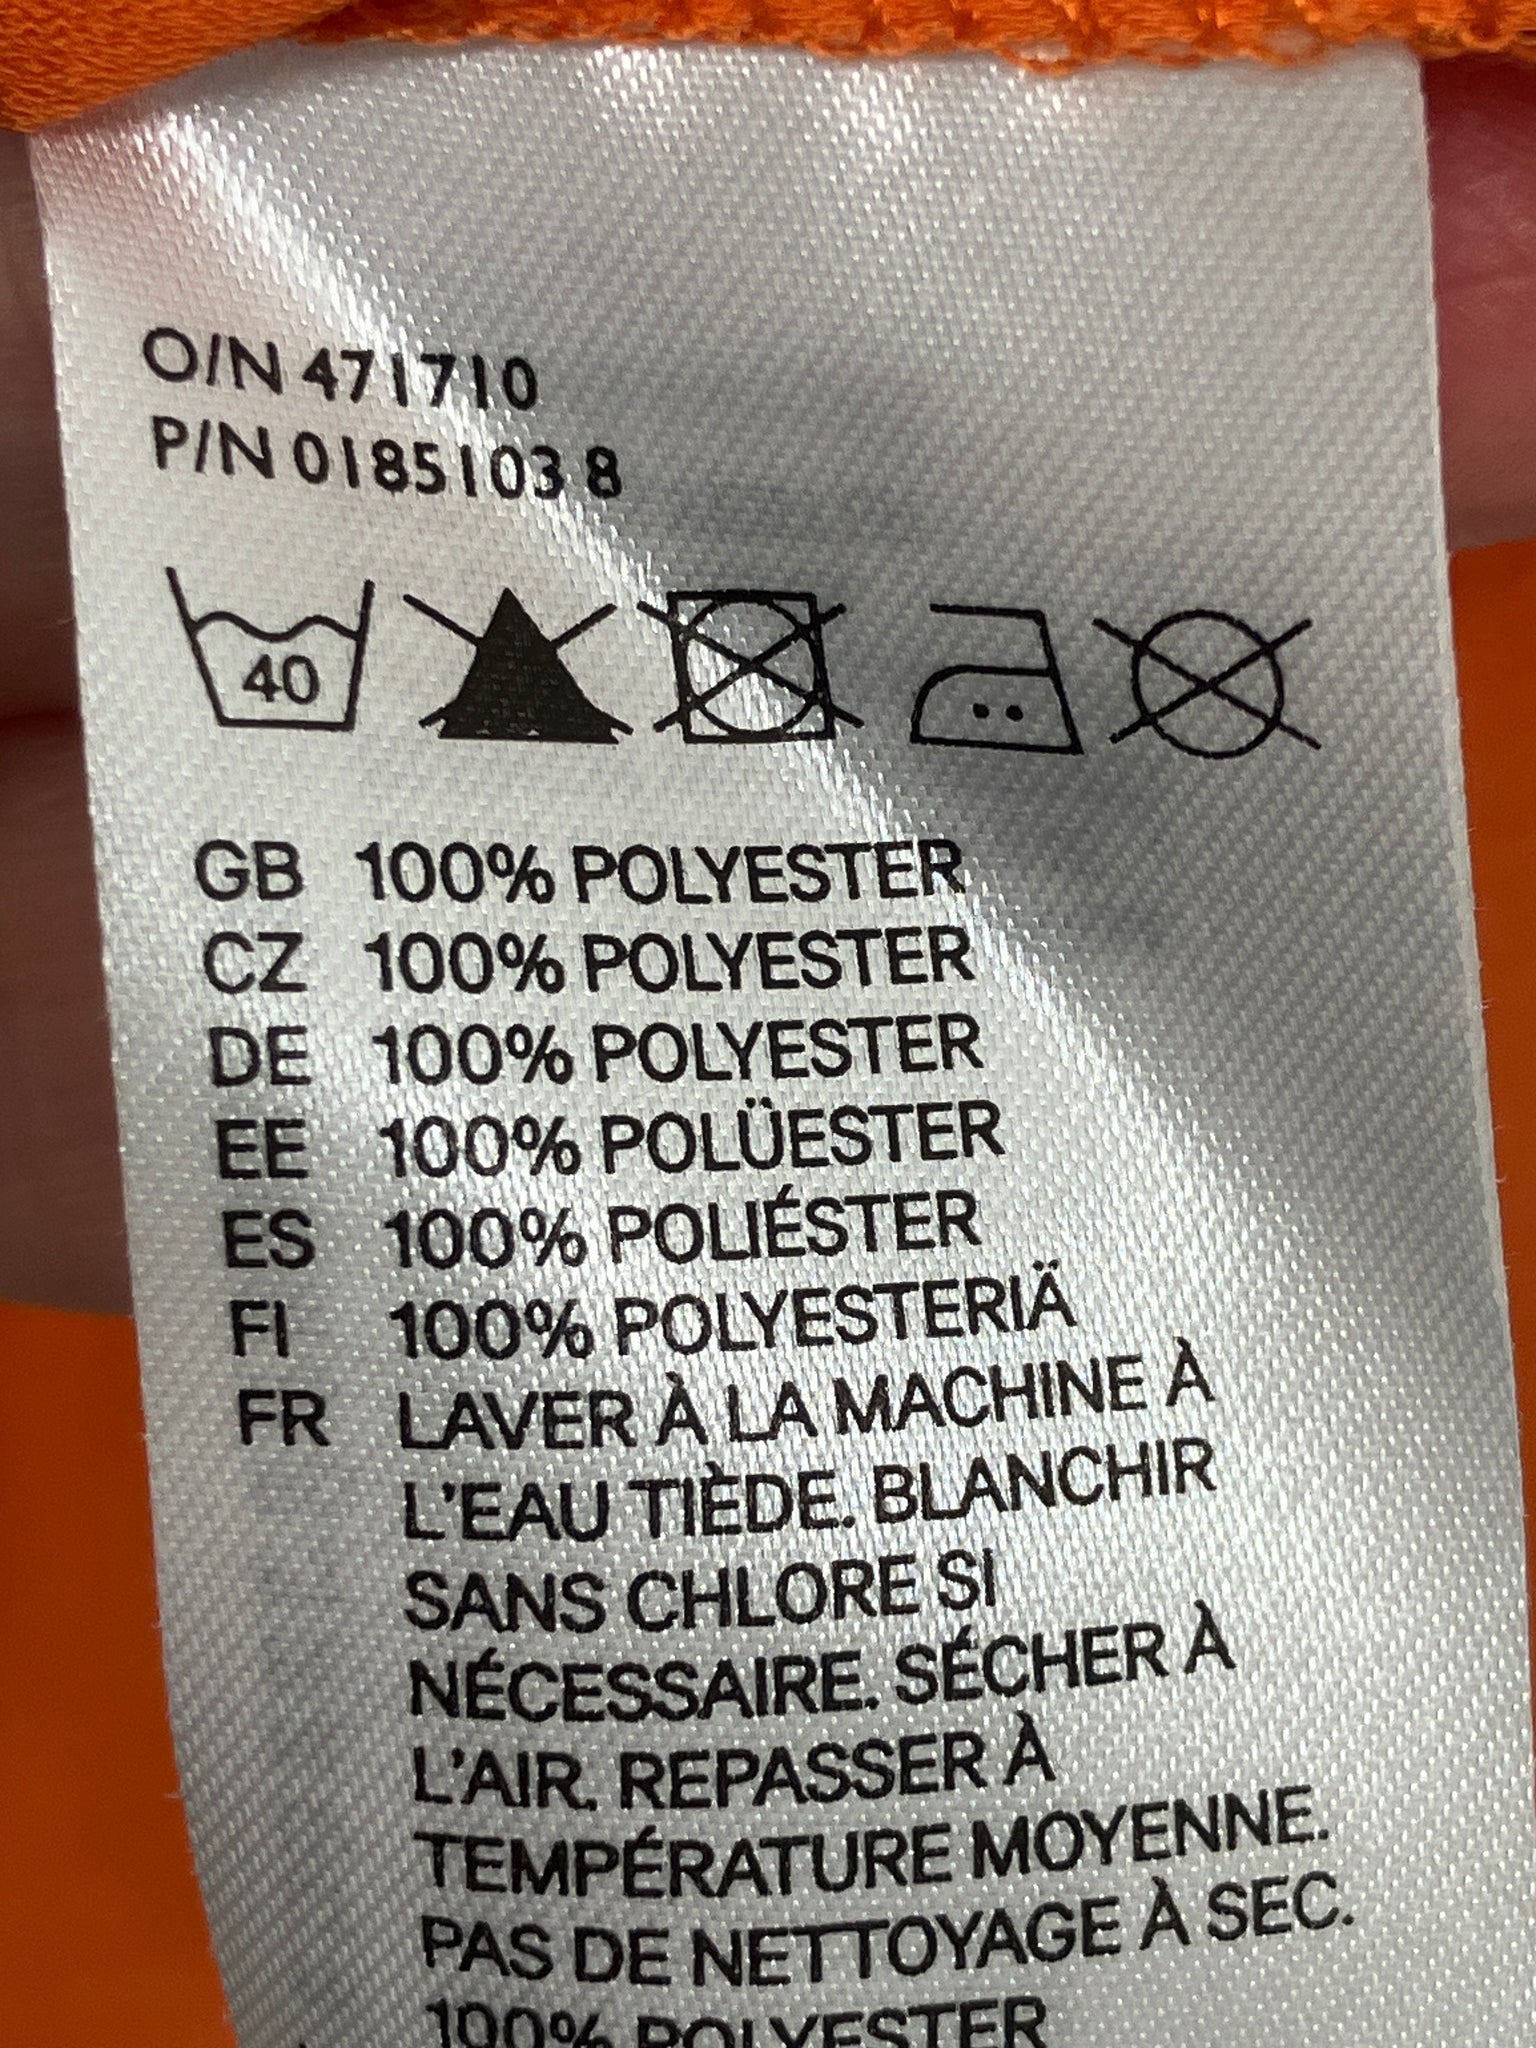 O/N 471710
P/N 0185103 8
40
GB 100% POLYESTER
CZ 100% POLYESTER
DE 100% POLYESTER
EE 100% POLÜESTER
ES 100% POLIÉSTER
FI 100% POLYESTERIÄ
FR LAVER À LA MACHINE À
L'EAU TIÈDE. BLANCHIR
SANS CHLORE SI
NÉCESSAIRE. SÉCHER À
L'AIR. REPASSER À
TEMPÉRATURE MOYENNE.
PAS DE NETTOYAGE À SEC.
100% POLYESTER